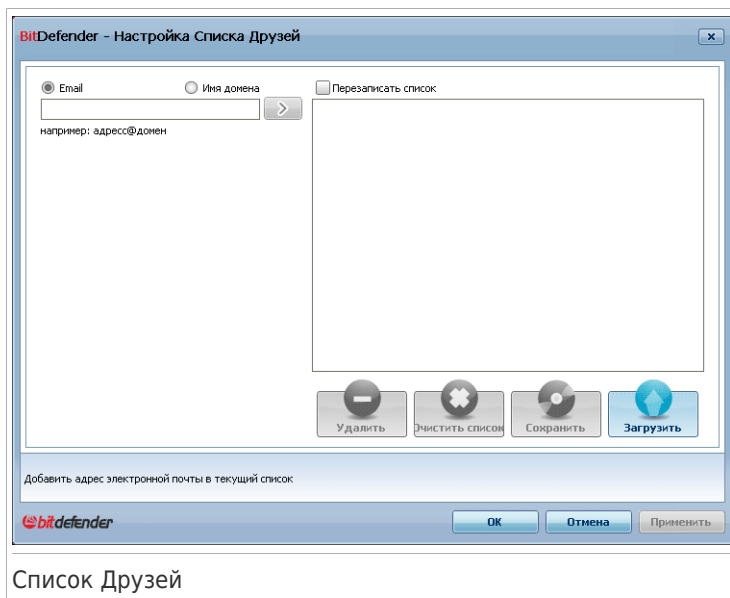 BitDefender - Настройка Списка Друзей
Email
Имя домена
Перезаписать список
например: адресс@домен
Удалить
Очистить список
Сохранить
Загрузить
Добавить адрес электронной почты в текущий список
bitdefender
OK
Отмена
Применить
Список Друзей